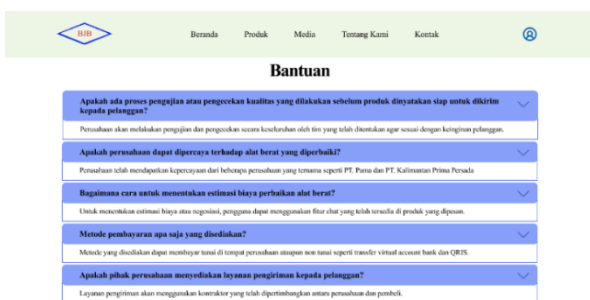 BJB
Beranda Produk Media Tentang Kami Kontak
Bantuan
Apakah ada proses pengujian atau pengecekan kualitas yang dilakukan sebelum produk dinyatakan siap untuk dikirim
kepada pelanggan?
Perusahaan akan melakukan pengujian dan pengecekan secara keseluruhan oleh tim yang telah ditentukan agar sesuai dengan keinginan pelanggan.
Apakah perusahaan dapat dipercaya terhadap alat berat yang diperbaiki?
Perusahaan telah mendapatkan kepercayaan dari beberapa perusahaan yang ternama seperti PT. Pama dan PT. Kalimantan Prima Persada
Bagaimana cara untuk menentukan estimasi biaya perbaikan alat berat?
Untuk menentukan estimasi biaya atau negosiasi, pengguna dapat menggunakan fitur chat yang telah tersedia di produk yang dipesan.
Metode pembayaran apa saja yang disediakan?
Metode yang disediakan dapat membayar tunai di tempat perusahaan ataupun non tunai seperti transfer virtual account bank dan QRIS.
Apakah pihak perusahaan menyediakan layanan pengiriman kepada pelanggan?
Layanan pengiriman akan menggunakan kontraktor yang telah dipertimbangkan antara perusahaan dan pembeli.